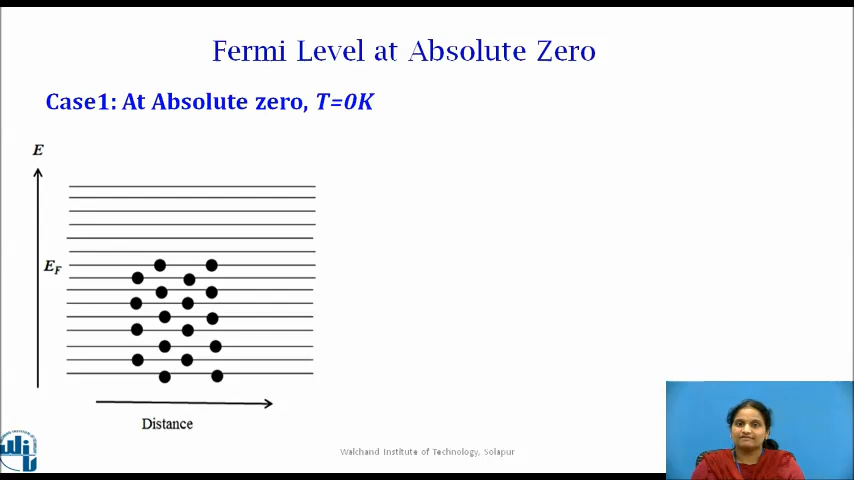 Fermi Level at Absolute Zero
Case1: At Absolute zero, T=0K
E
E_F
Distance
Walchand Institute of Technology, Solapur